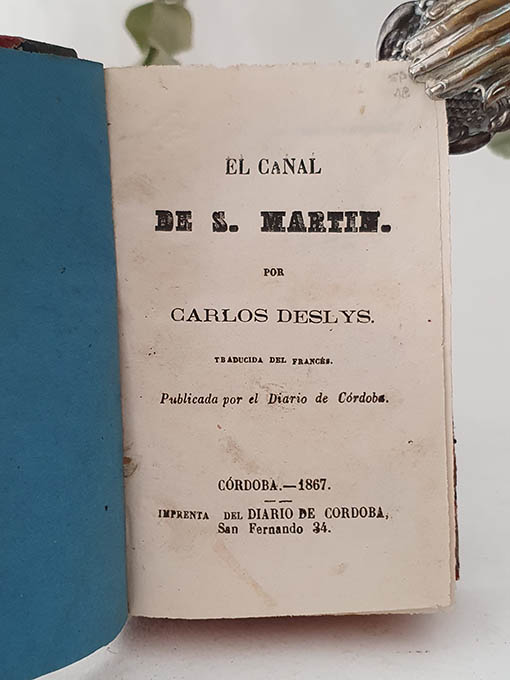 EL CANAL
DE S. MARTIN.
POR
CARLOS DESLYS.
TRADUCIDA DEL FRANCÉS.
Publicada por el Diario de Córdoba.
CÓRDOBA.—1867.
IMPRENTA DEL DIARIO DE CORDOBA,
San Fernando 34.